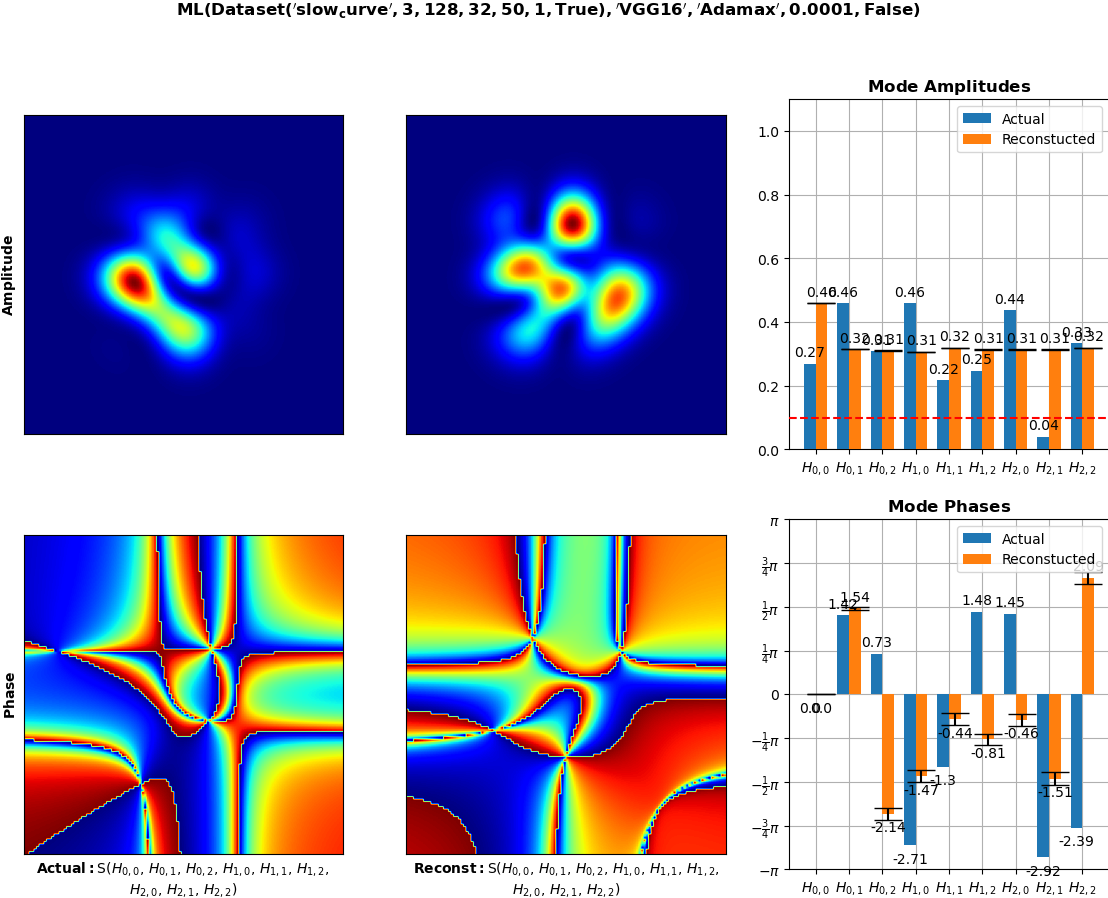 ML(Dataset('slow_curve', 3, 128, 32, 50, 1, True), 'VGG16', 'Adamax', 0.0001, False)
Amplitude
Mode Amplitudes
Actual
Reconstucted
1.0
0.8
0.6
0.4
0.2
0.0
0.27
0.46
0.46
0.32
0.31
0.31
0.46
0.31
0.22
0.32
0.25
0.31
0.44
0.31
0.04
0.31
0.33
0.32
H0,0 H0,1 H0,2 H1,0 H1,1 H1,2 H2,0 H2,1 H2,2
Phase
Mode Phases
Actual
Reconstucted
π
3/4π
1/2π
1/4π
0
−1/4π
−1/2π
−3/4π
−π
0.0
0.0
1.42
1.54
0.73
-2.14
-2.71
-1.47
-1.3
-0.44
1.48
-0.81
1.45
-0.46
-2.92
-1.51
-2.39
2.09
H0,0 H0,1 H0,2 H1,0 H1,1 H1,2 H2,0 H2,1 H2,2
Actual: S(H0,0, H0,1, H0,2, H1,0, H1,1, H1,2,
H2,0, H2,1, H2,2)
Reconst: S(H0,0, H0,1, H0,2, H1,0, H1,1, H1,2,
H2,0, H2,1, H2,2)